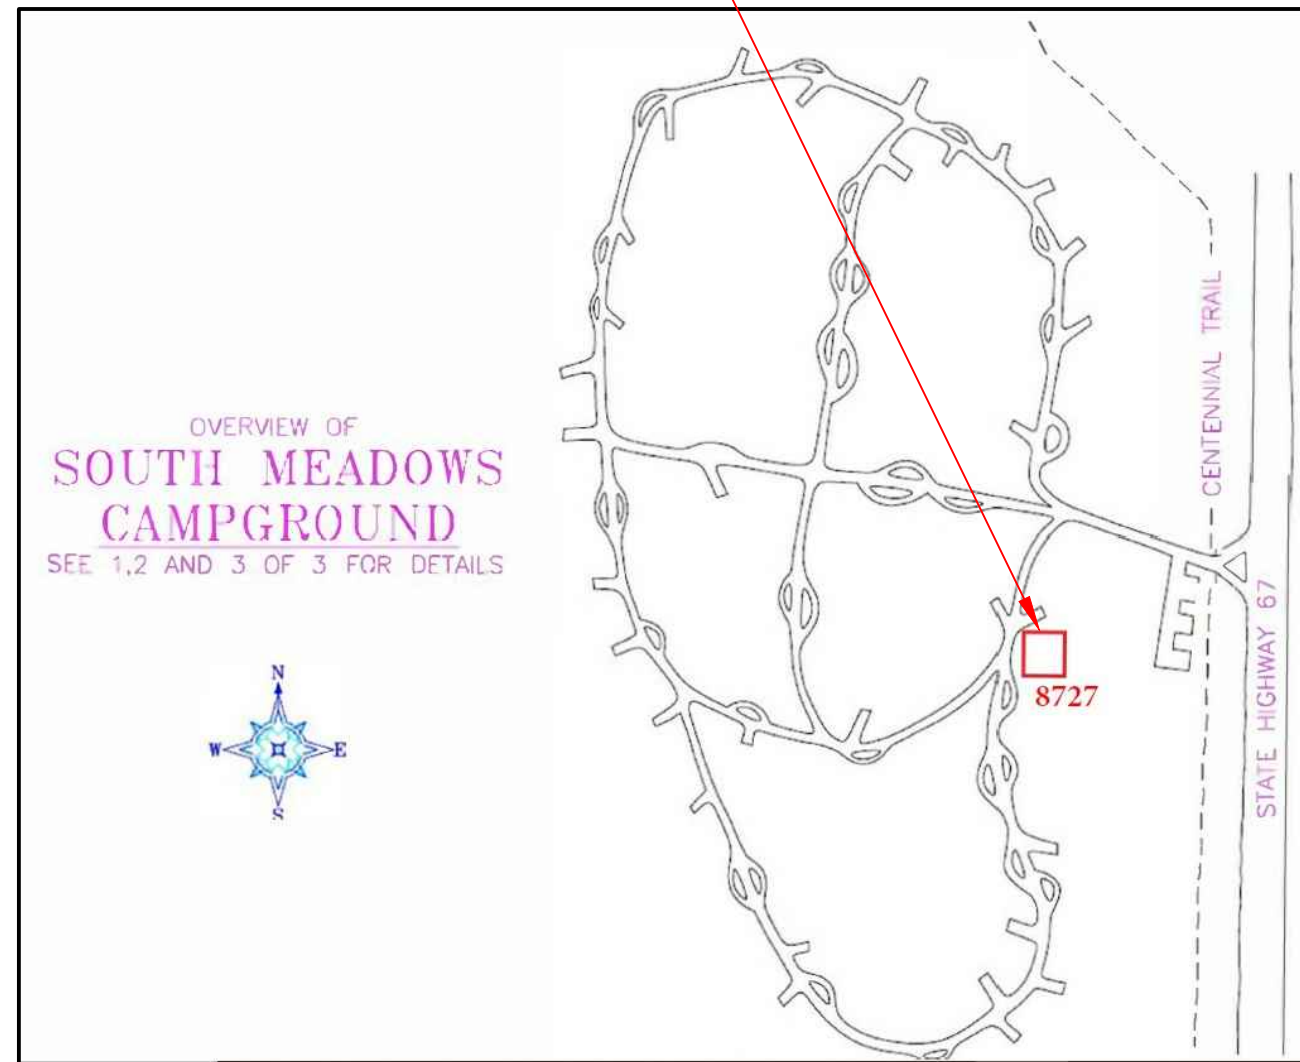 OVERVIEW OF
SOUTH MEADOWS
CAMPGROUND
SEE 1,2 AND 3 OF 3 FOR DETAILS
N
W
E
S
8727
CENTENNIAL TRAIL
STATE HIGHWAY 67